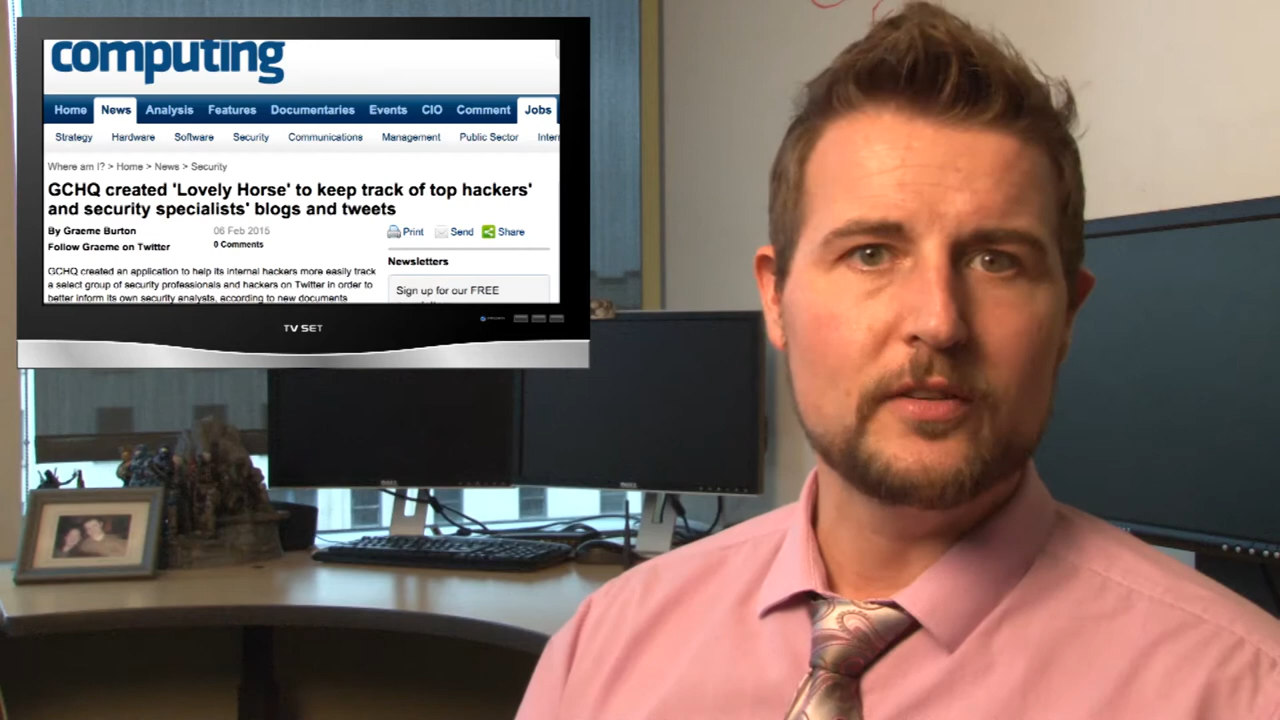 computing
Home News Analysis Features Documentaries Events CIO Comment Jobs
Strategy Hardware Software Security Communications Management Public Sector
Where am I? > Home > News > Security
GCHQ created 'Lovely Horse' to keep track of top hackers'
and security specialists' blogs and tweets
By Graeme Burton 06 Feb 2015
Follow Graeme on Twitter 0 Comments
Print Send Share
Newsletters
Sign up for our FREE
GCHQ created an application to help its internal hackers more easily track
a select group of security professionals and hackers on Twitter in order to
better inform its own security analysts, according to new documents
TV SET
DELL
DELL